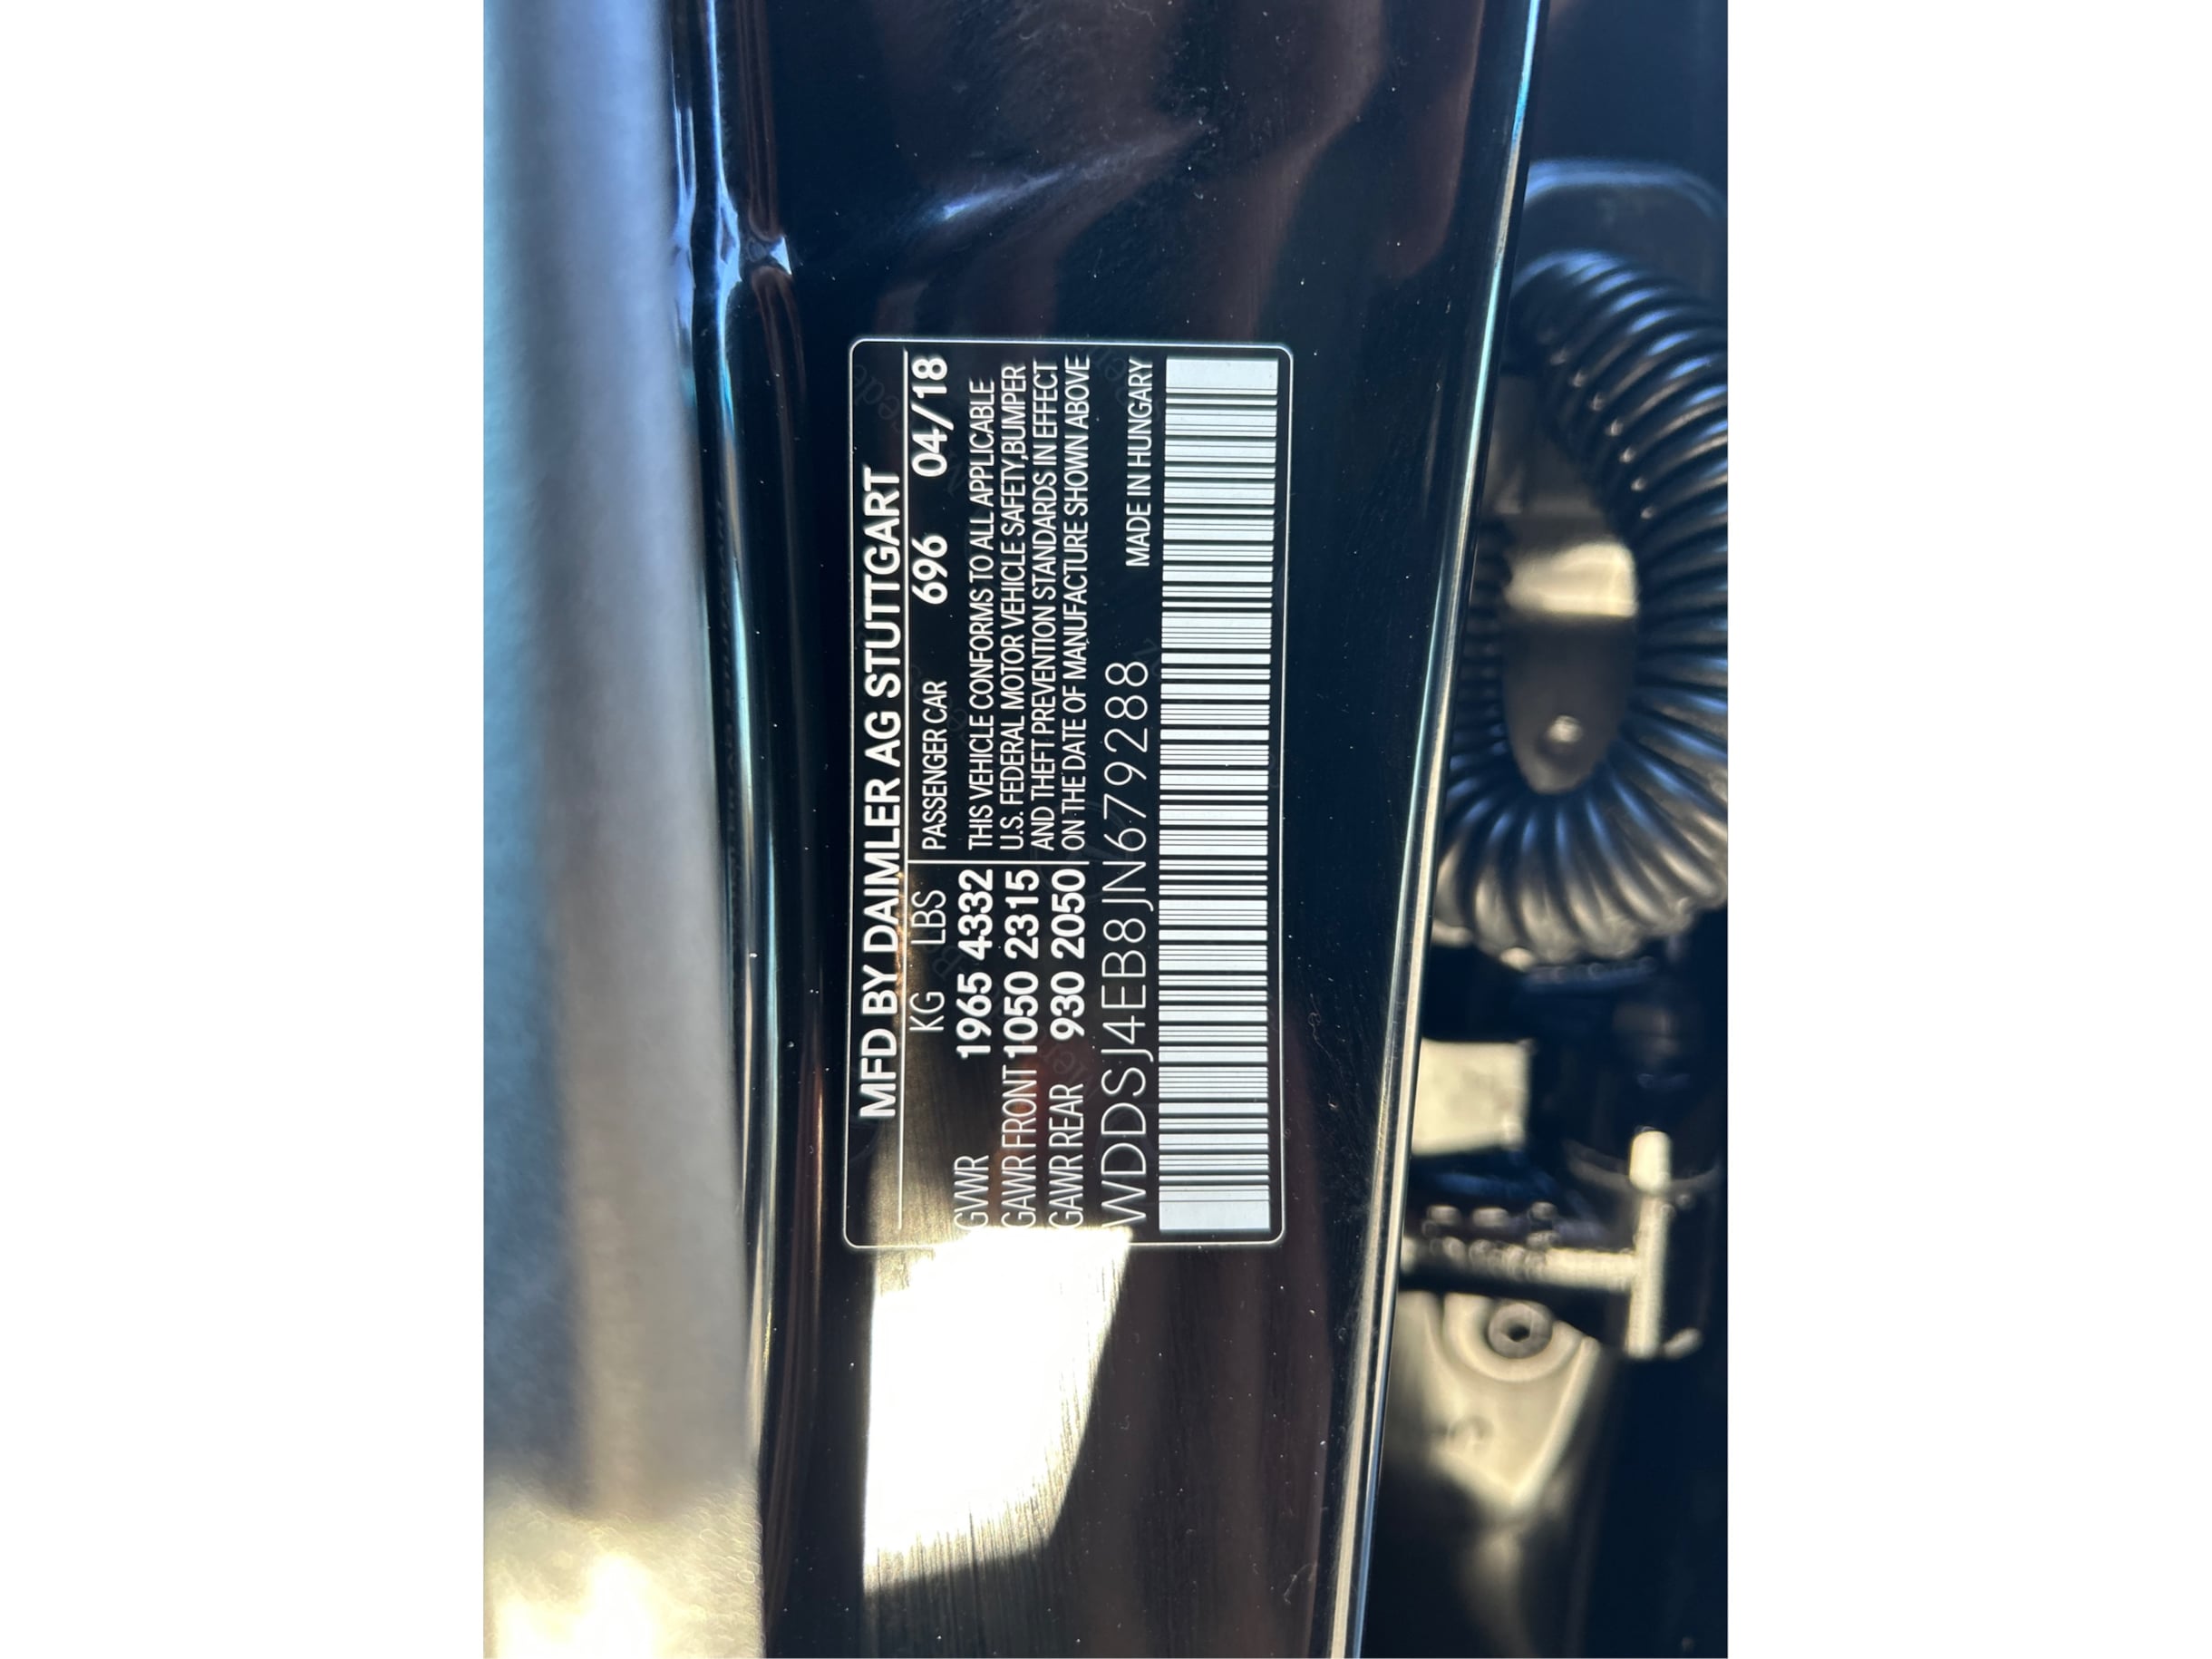 MFD BY DAIMLER AG STUTTGART
KG LBS PASSENGER CAR 696 04/18
GVWR 1965 4332 THIS VEHICLE CONFORMS TO ALL APPLICABLE
GAWR FRONT 1050 2315 U.S. FEDERAL MOTOR VEHICLE SAFETY,BUMPER
AND THEFT PREVENTION STANDARDS IN EFFECT
GAWR REAR 930 2050 ON THE DATE OF MANUFACTURE SHOWN ABOVE
WDDSJ4EB8JN679288 MADE IN HUNGARY